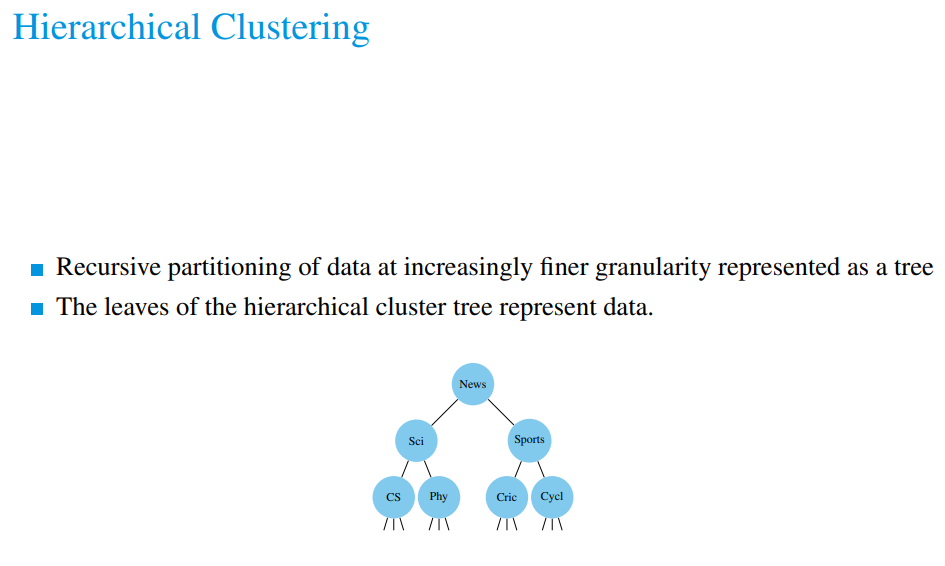 Hierarchical Clustering
Recursive partitioning of data at increasingly finer granularity represented as a tree
The leaves of the hierarchical cluster tree represent data.
News
Sci
Sports
CS
Phy
Cric
Cycl